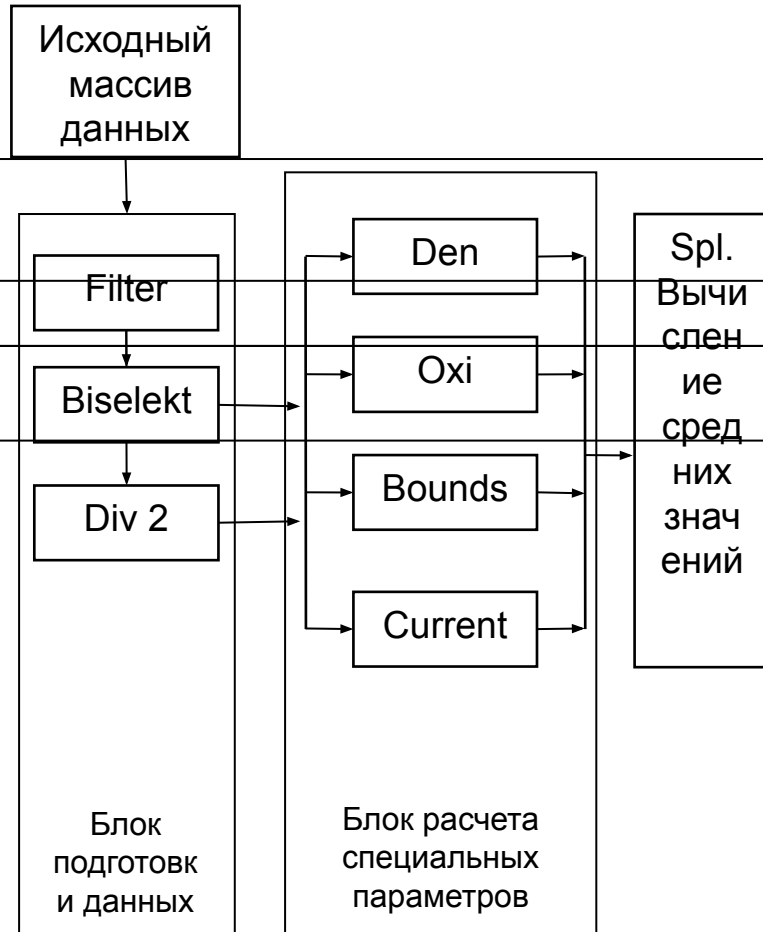 Исходный
массив
данных
Filter
Biselekt
Div 2
Блок
подготовк
и данных
Den
Oxi
Bounds
Current
Блок расчета
специальных
параметров
Spl.
Вычи
слен
ие
сред
них
знач
ений